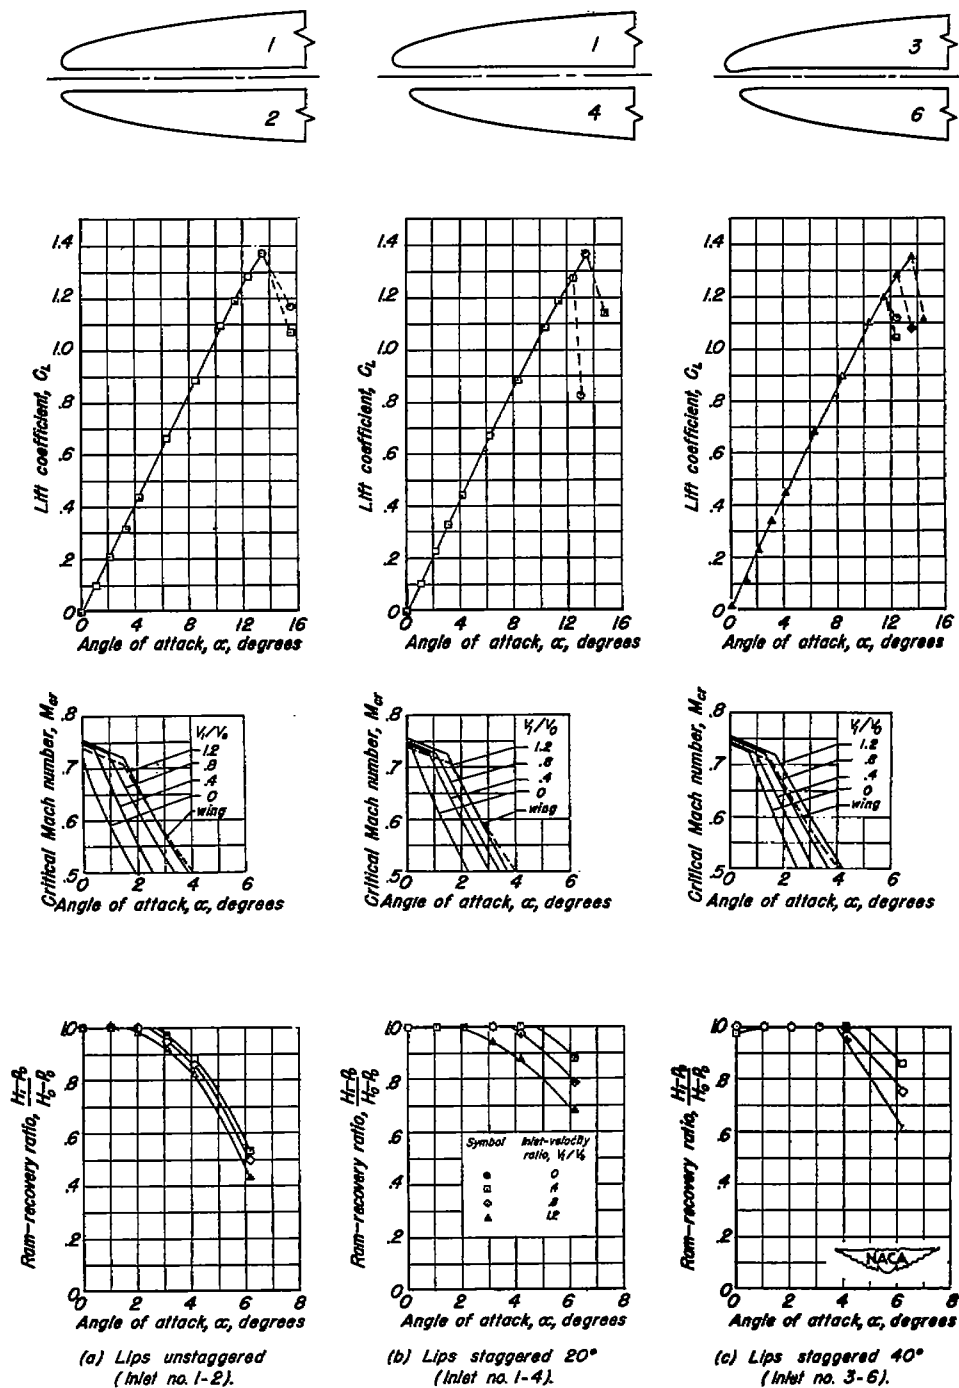 1
2
1
4
3
6
Lift coefficient, C_L
1.4
1.2
1.0
.8
.6
.4
.2
0
0 4 8 12 16
Angle of attack, α, degrees
Lift coefficient, C_L
1.4
1.2
1.0
.8
.6
.4
.2
0
0 4 8 12 16
Angle of attack, α, degrees
Lift coefficient, C_L
1.4
1.2
1.0
.8
.6
.4
.2
0
0 4 8 12 16
Angle of attack, α, degrees
Critical Mach number, M_cr
.8
.7
.6
.5
V₁/V₀
1.2
.8
.4
0
wing
0 2 4 6
Angle of attack, α, degrees
Critical Mach number, M_cr
.8
.7
.6
.5
V₁/V₀
1.2
.8
.4
0
wing
0 2 4 6
Angle of attack, α, degrees
Critical Mach number, M_cr
.8
.7
.6
.5
V₁/V₀
1.2
.8
.4
0
wing
0 2 4 6
Angle of attack, α, degrees
Ram-recovery ratio, H₁-P₀/H₀-P₀
1.0
.8
.6
.4
.2
0
0 2 4 6 8
Angle of attack, α, degrees
(a) Lips unstaggered
(Inlet no. 1-2).
Ram-recovery ratio, H₁-P₀/H₀-P₀
1.0
.8
.6
.4
.2
0
Symbol Inlet-velocity
ratio, V₁/V₀
0
.4
.8
1.2
0 2 4 6 8
Angle of attack, α, degrees
(b) Lips staggered 20°
(Inlet no. 1-4).
Ram-recovery ratio, H₁-P₀/H₀-P₀
1.0
.8
.6
.4
.2
0
NACA
0 2 4 6 8
Angle of attack, α, degrees
(c) Lips staggered 40°
(Inlet no. 3-6).